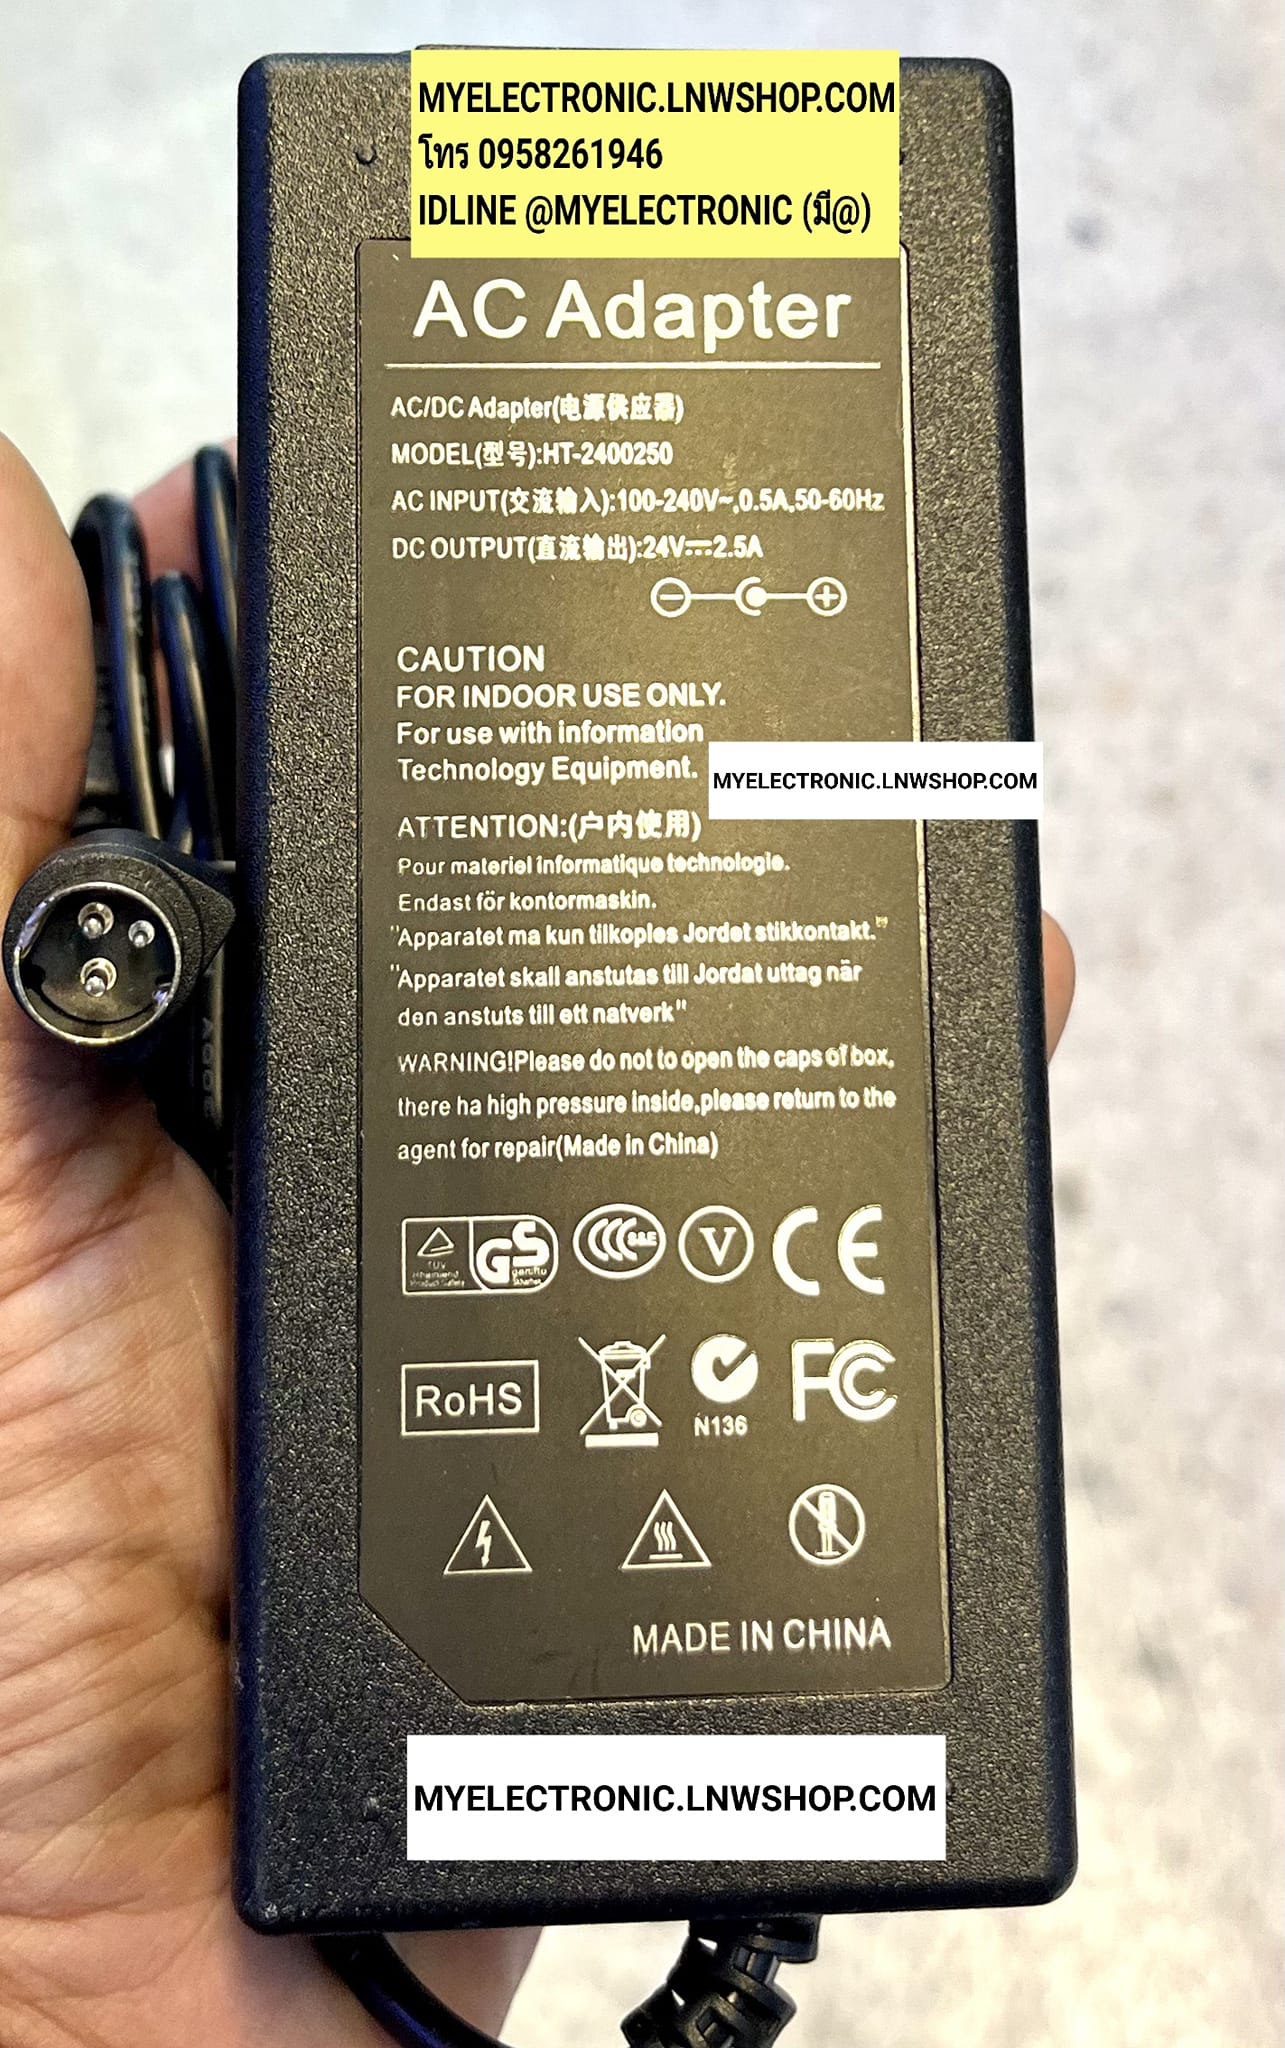 MYELECTRONIC.LNWSHOP.COM
โทร 0958261946
IDLINE @MYELECTRONIC (มี@)
AC Adapter
AC/DC Adapter(电源供应器)
MODEL(型号):HT-2400250
AC INPUT(交流输入):100-240V~,0.5A,50-60Hz
DC OUTPUT(直流输出):24V⎓2.5A
CAUTION
FOR INDOOR USE ONLY.
For use with information
Technology Equipment.
MYELECTRONIC.LNWSHOP.COM
ATTENTION:(户内使用)
Pour materiel informatique technologie.
Endast för kontormaskin.
"Apparatet ma kun tilkoples Jordet stikkontakt."
"Apparatet skall anstutas till Jordat uttag när
den anstuts till ett natverk"
WARNING!Please do not to open the caps of box,
there ha high pressure inside,please return to the
agent for repair(Made in China)
TÜV GS CCC S&E V CE
RoHS N136 FC
MADE IN CHINA
MYELECTRONIC.LNWSHOP.COM